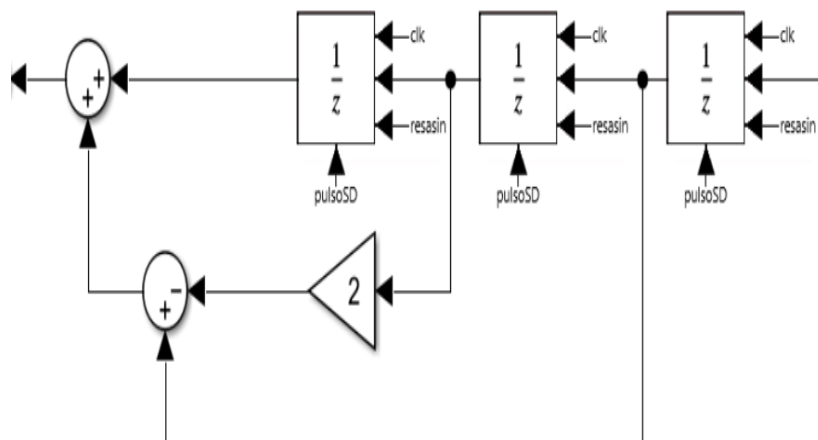 clk
clk
clk
1
z
1
z
1
z
+
+
resasin
resasin
resasin
pulsoSD
pulsoSD
pulsoSD
−
+
2